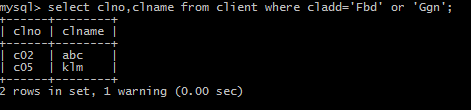 mysql> select clno,clname from client where cladd='Fbd' or 'Ggn';
+------+--------+
| clno | clname |
+------+--------+
| c02  | abc    |
| c05  | klm    |
+------+--------+
2 rows in set, 1 warning (0.00 sec)